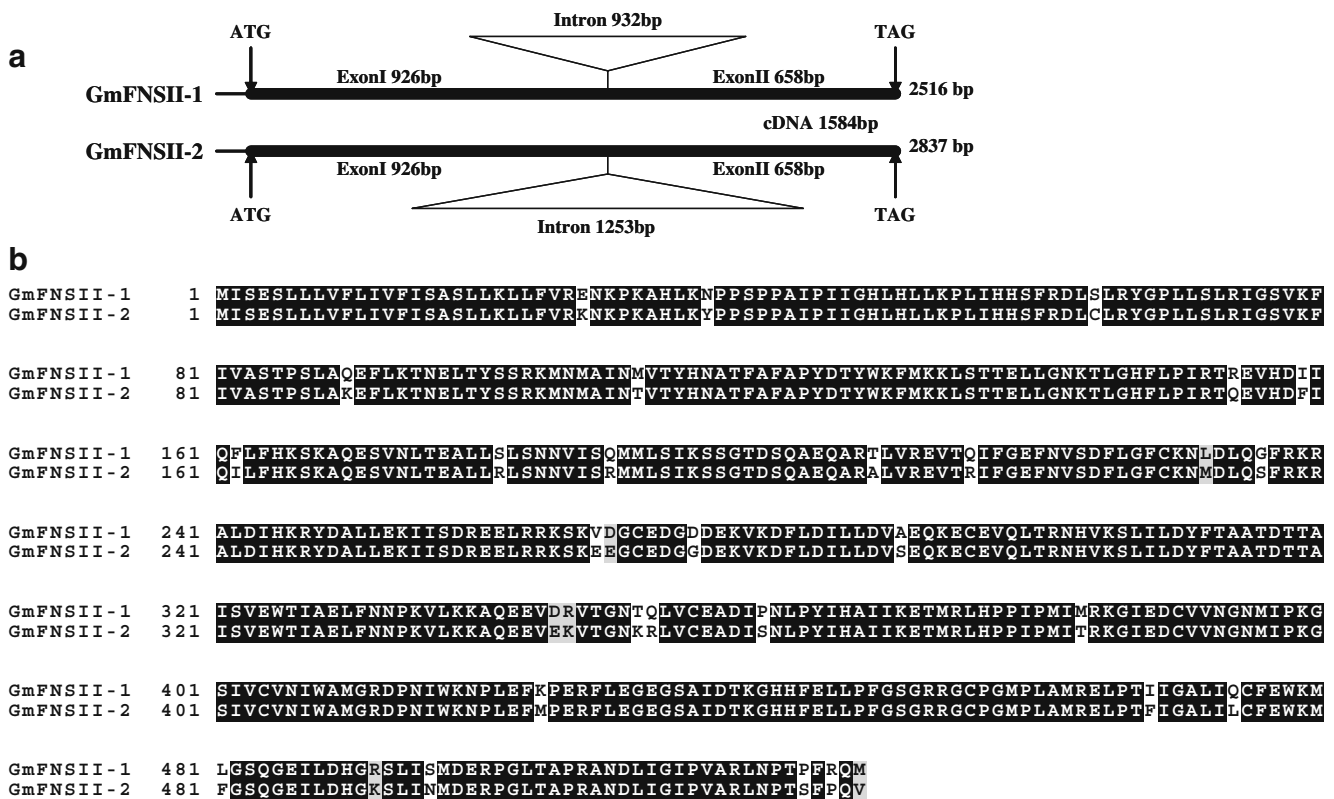 a
Intron 932bp
ATG
TAG
ExonI 926bp
ExonII 658bp
GmFNSII-1
2516 bp
cDNA 1584bp
GmFNSII-2
2837 bp
ExonI 926bp
ExonII 658bp
ATG
TAG
Intron 1253bp
b
GmFNSII-1 1 MISESLLLVFLIVFISASLLKLLFVRENKPKAHLKNPPSPPAIPIIGHLHLLKPLIHHSFRDLSLRYGPLLSLRIGSVKF
GmFNSII-2 1 MISESLLLVFLIVFISASLLKLLFVRKNKPKAHLKYPPSPPAIPIIGHLHLLKPLIHHSFRDLCLRYGPLLSLRIGSVKF
GmFNSII-1 81 IVASTPSLAQEFLKTNELTYSSRKMNMAINMVTYHNATFAFAPYDTYWKFMKKLSTTELLGNKTLGHFLPIRTREVHDII
GmFNSII-2 81 IVASTPSLAKEFLKTNELTYSSRKMNMAINTVTYHNATFAFAPYDTYWKFMKKLSTTELLGNKTLGHFLPIRTQEVHDFI
GmFNSII-1 161 QFLFHKSKAQESVNLTEALLSLSNNVISQMMLSIKSSGTDSQAEQARTLVREVTQIFGEFNVSDFLGFCKNLDLQGFRKR
GmFNSII-2 161 QILFHKSKAQESVNLTEALLRLSNNVISRMMLSIKSSGTDSQAEQARALVREVTRIFGEFNVSDFLGFCKNMDLQSFRKR
GmFNSII-1 241 ALDIHKRYDALLEKIISDREELRRKSKVDGCEDGDDEKVKDFLDILLDVAEQKECEVQLTRNHVKSLILDYFTAATDTTA
GmFNSII-2 241 ALDIHKRYDALLEKIISDREELRRKSKEEGCEDGGDEKVKDFLDILLDVSEQKECEVQLTRNHVKSLILDYFTAATDTTA
GmFNSII-1 321 ISVEWTIAELFNNPKVLKKAQEEVDRVTGNTQLVCEADIPNLPYIHAIIKETMRLHPPIPMIMRKGIEDCVVNGNMIPKG
GmFNSII-2 321 ISVEWTIAELFNNPKVLKKAQEEVEKVTGNKRLVCEADISNLPYIHAIIKETMRLHPPIPMITRKGIEDCVVNGNMIPKG
GmFNSII-1 401 SIVCVNIWAMGRDPNIWKNPLEFKPERFLEGEGSAIDTKGHHFELLPFGSGRRGCPGMPLAMRELPTIIGALIQCFEWKM
GmFNSII-2 401 SIVCVNIWAMGRDPNIWKNPLEFMPERFLEGEGSAIDTKGHHFELLPFGSGRRGCPGMPLAMRELPTFIGALILCFEWKM
GmFNSII-1 481 LGSQGEILDHGRSLISMDERPGLTAPRANDLIGIPVARLNPTPFRQM
GmFNSII-2 481 FGSQGEILDHGKSLINMDERPGLTAPRANDLIGIPVARLNPTSFPQV